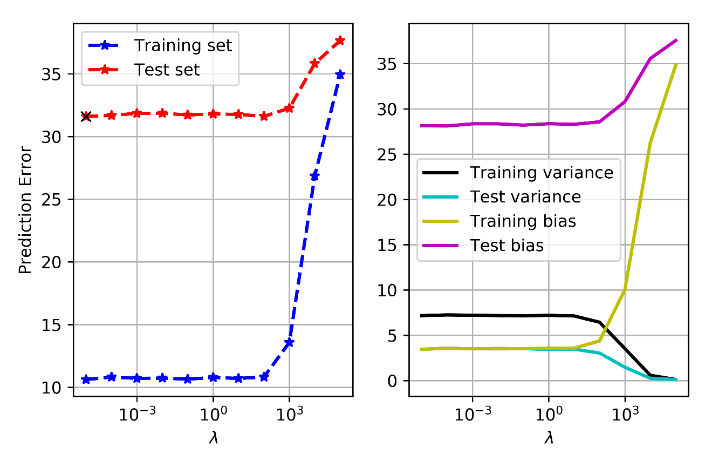 Training set
Test set
Prediction Error
35
30
25
20
15
10
10⁻³
10⁰
10³
λ
Training variance
Test variance
Training bias
Test bias
35
30
25
20
15
10
5
0
10⁻³
10⁰
10³
λ